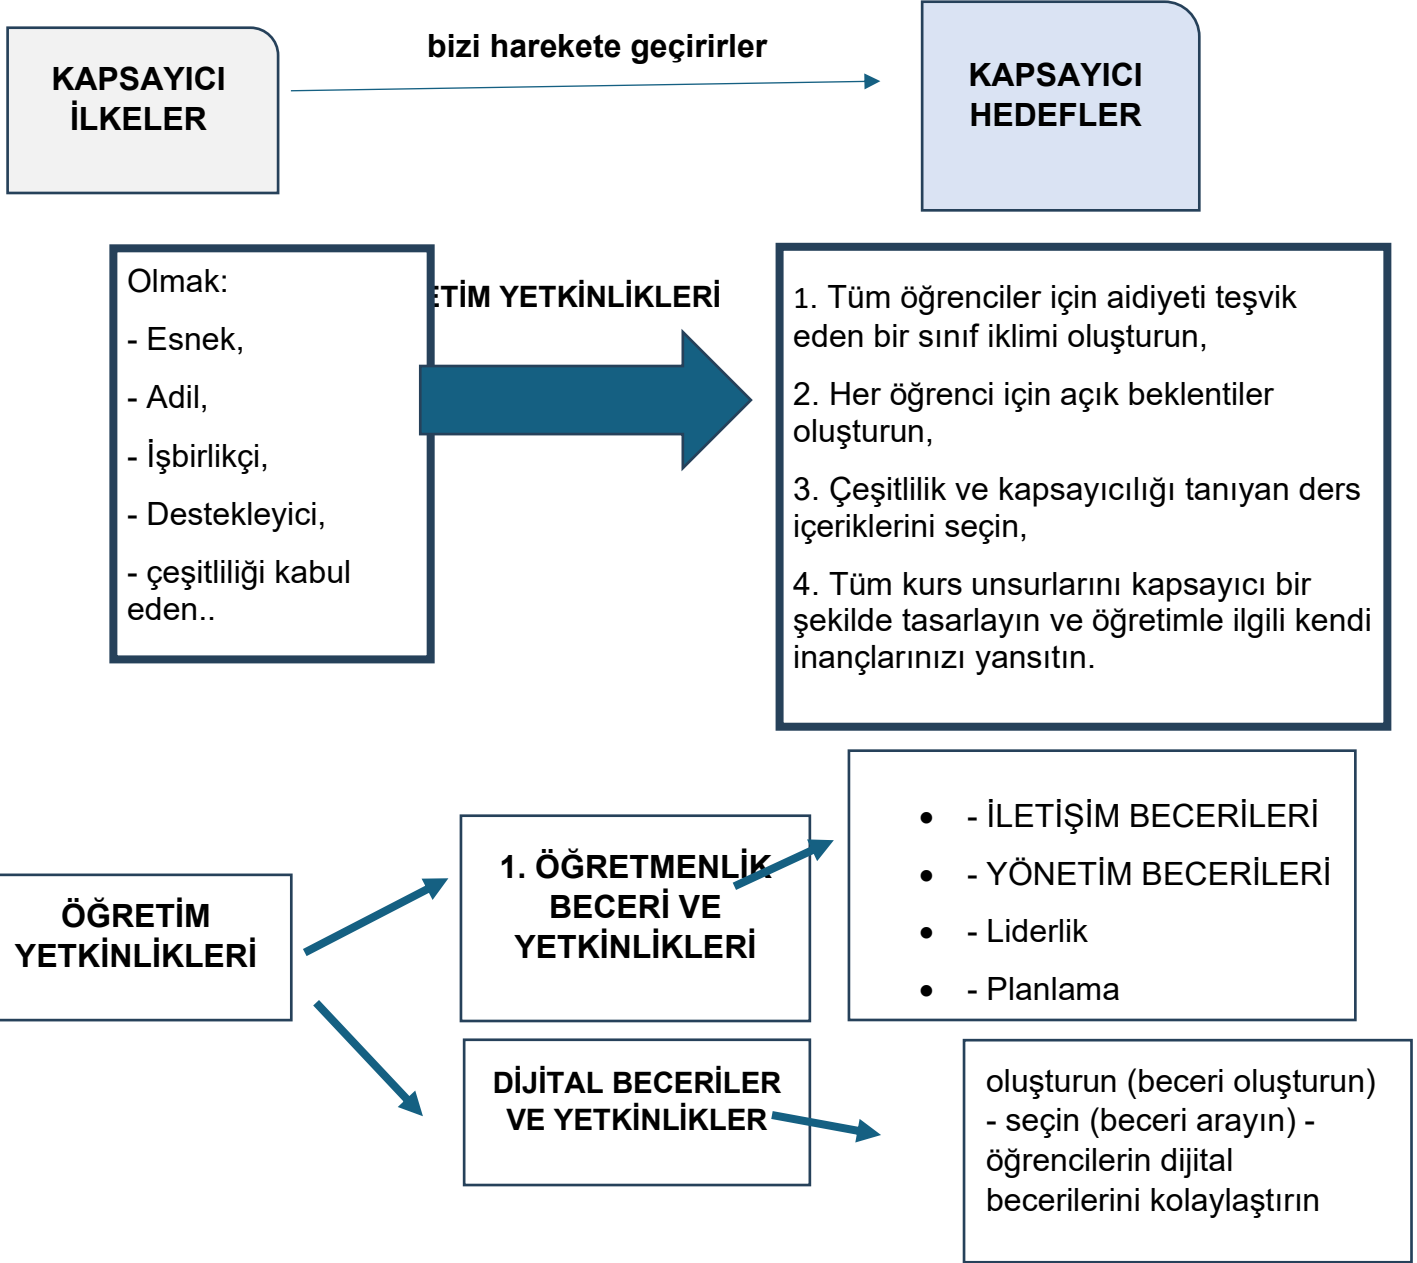 KAPSAYICI
İLKELER
bizi harekete geçirirler
KAPSAYICI
HEDEFLER
Olmak:
- Esnek,
- Adil,
- İşbirlikçi,
- Destekleyici,
- çeşitliliği kabul
eden..
ETİM YETKİNLİKLERİ
1. Tüm öğrenciler için aidiyeti teşvik
eden bir sınıf iklimi oluşturun,
2. Her öğrenci için açık beklentiler
oluşturun,
3. Çeşitlilik ve kapsayıcılığı tanıyan ders
içeriklerini seçin,
4. Tüm kurs unsurlarını kapsayıcı bir
şekilde tasarlayın ve öğretimle ilgili kendi
inançlarınızı yansıtın.
ÖĞRETİM
YETKİNLİKLERİ
1. ÖĞRETMENLİK
BECERİ VE
YETKİNLİKLERİ
• - İLETİŞİM BECERİLERİ
• - YÖNETİM BECERİLERİ
• - Liderlik
• - Planlama
DİJİTAL BECERİLER
VE YETKİNLİKLER
oluşturun (beceri oluşturun)
- seçin (beceri arayın) -
öğrencilerin dijital
becerilerini kolaylaştırın